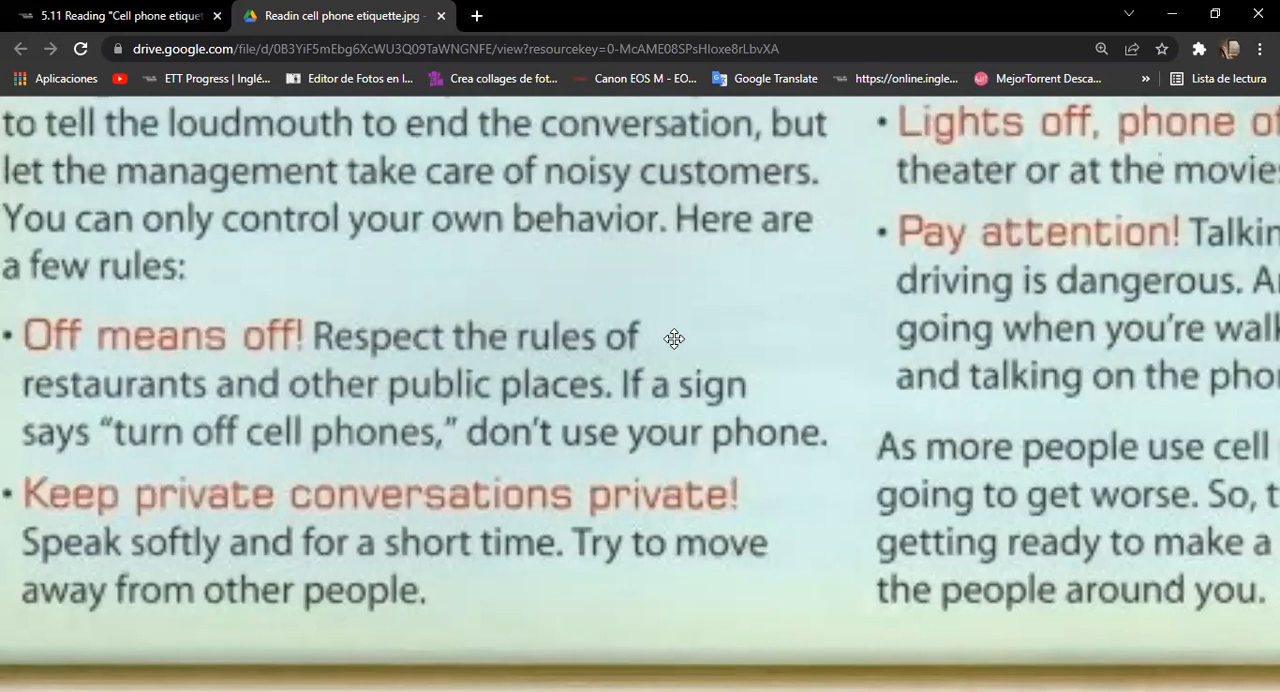 5.11 Reading "Cell phone etiquet
Readin cell phone etiquette.jpg -
drive.google.com/file/d/0B3YiF5mEbg6XcWU3Q09TaWNGNFE/view?resourcekey=0-McAME08SPsHIoxe8rLbvXA
Aplicaciones
ETT Progress | Inglé...
Editor de Fotos en l...
Crea collages de fot...
Canon EOS M - EO...
Google Translate
https://online.ingle...
MejorTorrent Desca...
»
Lista de lectura
to tell the loudmouth to end the conversation, but
let the management take care of noisy customers.
You can only control your own behavior. Here are
a few rules:
• Off means off! Respect the rules of
restaurants and other public places. If a sign
says “turn off cell phones,” don’t use your phone.
• Keep private conversations private!
Speak softly and for a short time. Try to move
away from other people.
• Lights off, phone of
theater or at the movie
• Pay attention! Talkin
driving is dangerous. A
going when you’re wal
and talking on the pho
As more people use cell
going to get worse. So, t
getting ready to make a
the people around you.